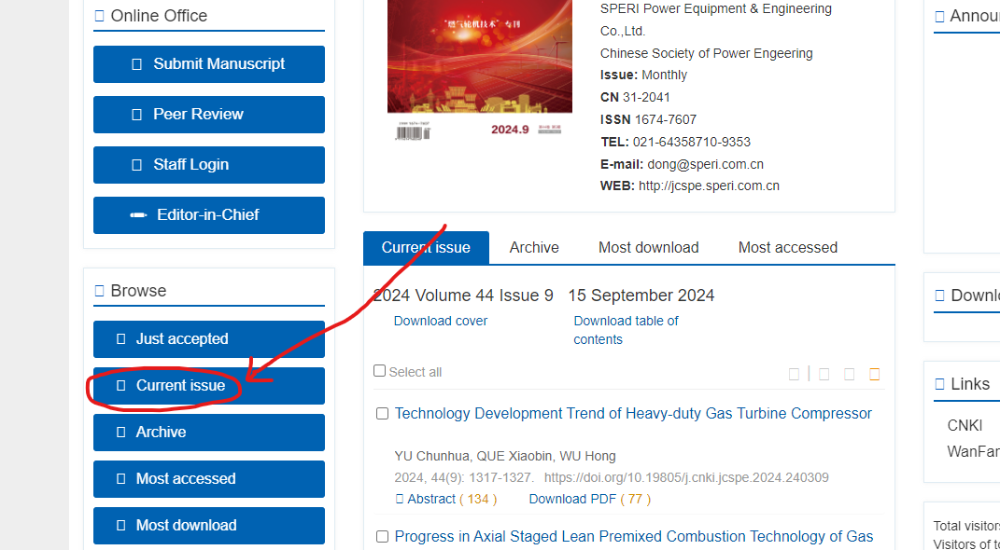 Online Office
Submit Manuscript
Peer Review
Staff Login
Editor-in-Chief
Browse
Just accepted
Current issue
Archive
Most accessed
Most download
"燃气轮机技术"专刊
2024.9
SPERI Power Equipment & Engineering
Co.,Ltd.
Chinese Society of Power Engeering
Issue: Monthly
CN 31-2041
ISSN 1674-7607
TEL: 021-64358710-9353
E-mail: dong@speri.com.cn
WEB: http://jcspe.speri.com.cn
Current issue Archive Most download Most accessed
2024 Volume 44 Issue 9 15 September 2024
Download cover Download table of
contents
Select all
Technology Development Trend of Heavy-duty Gas Turbine Compressor
YU Chunhua, QUE Xiaobin, WU Hong
2024, 44(9): 1317-1327. https://doi.org/10.19805/j.cnki.jcspe.2024.240309
Abstract ( 134 ) Download PDF ( 77 )
Progress in Axial Staged Lean Premixed Combustion Technology of Gas
Annou
Downlo
Links
CNKI
WanFan
Total visitors
Visitors of to